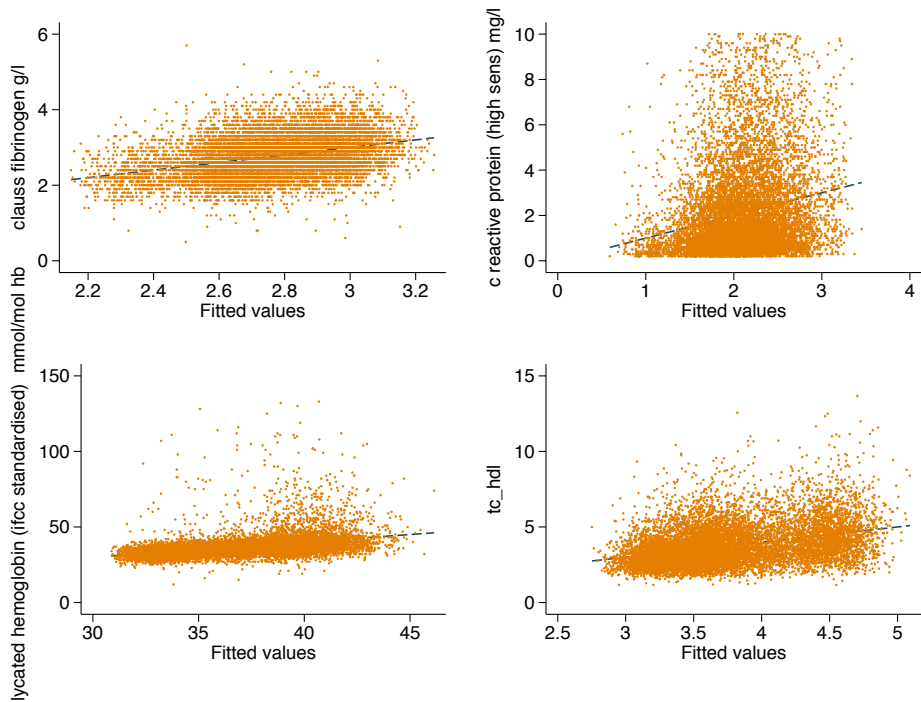 clauss fibrinogen g/l
6
4
2
0
2.2 2.4 2.6 2.8 3 3.2
Fitted values
c reactive protein (high sens) mg/l
10
8
6
4
2
0
0 1 2 3 4
Fitted values
lycated hemoglobin (ifcc standardised) mmol/mol hb
150
100
50
0
30 35 40 45
Fitted values
tc_hdl
15
10
5
0
2.5 3 3.5 4 4.5 5
Fitted values